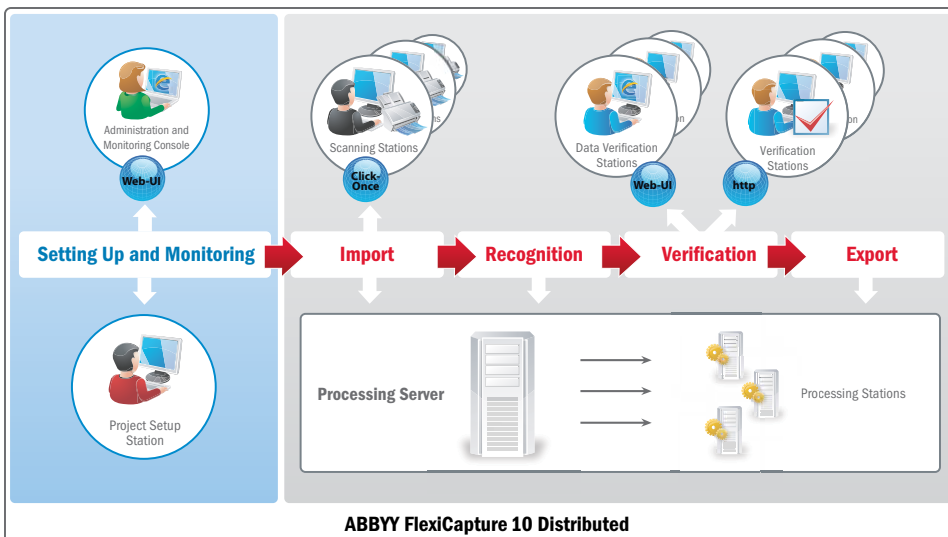 Administration and
Monitoring Console
Web-UI
Scanning Stations
Click-
Once
Data Verification
Stations
Web-UI
Verification
Stations
http
Setting Up and Monitoring
Import
Recognition
Verification
Export
Project Setup
Station
Processing Server
Processing Stations
ABBYY FlexiCapture 10 Distributed